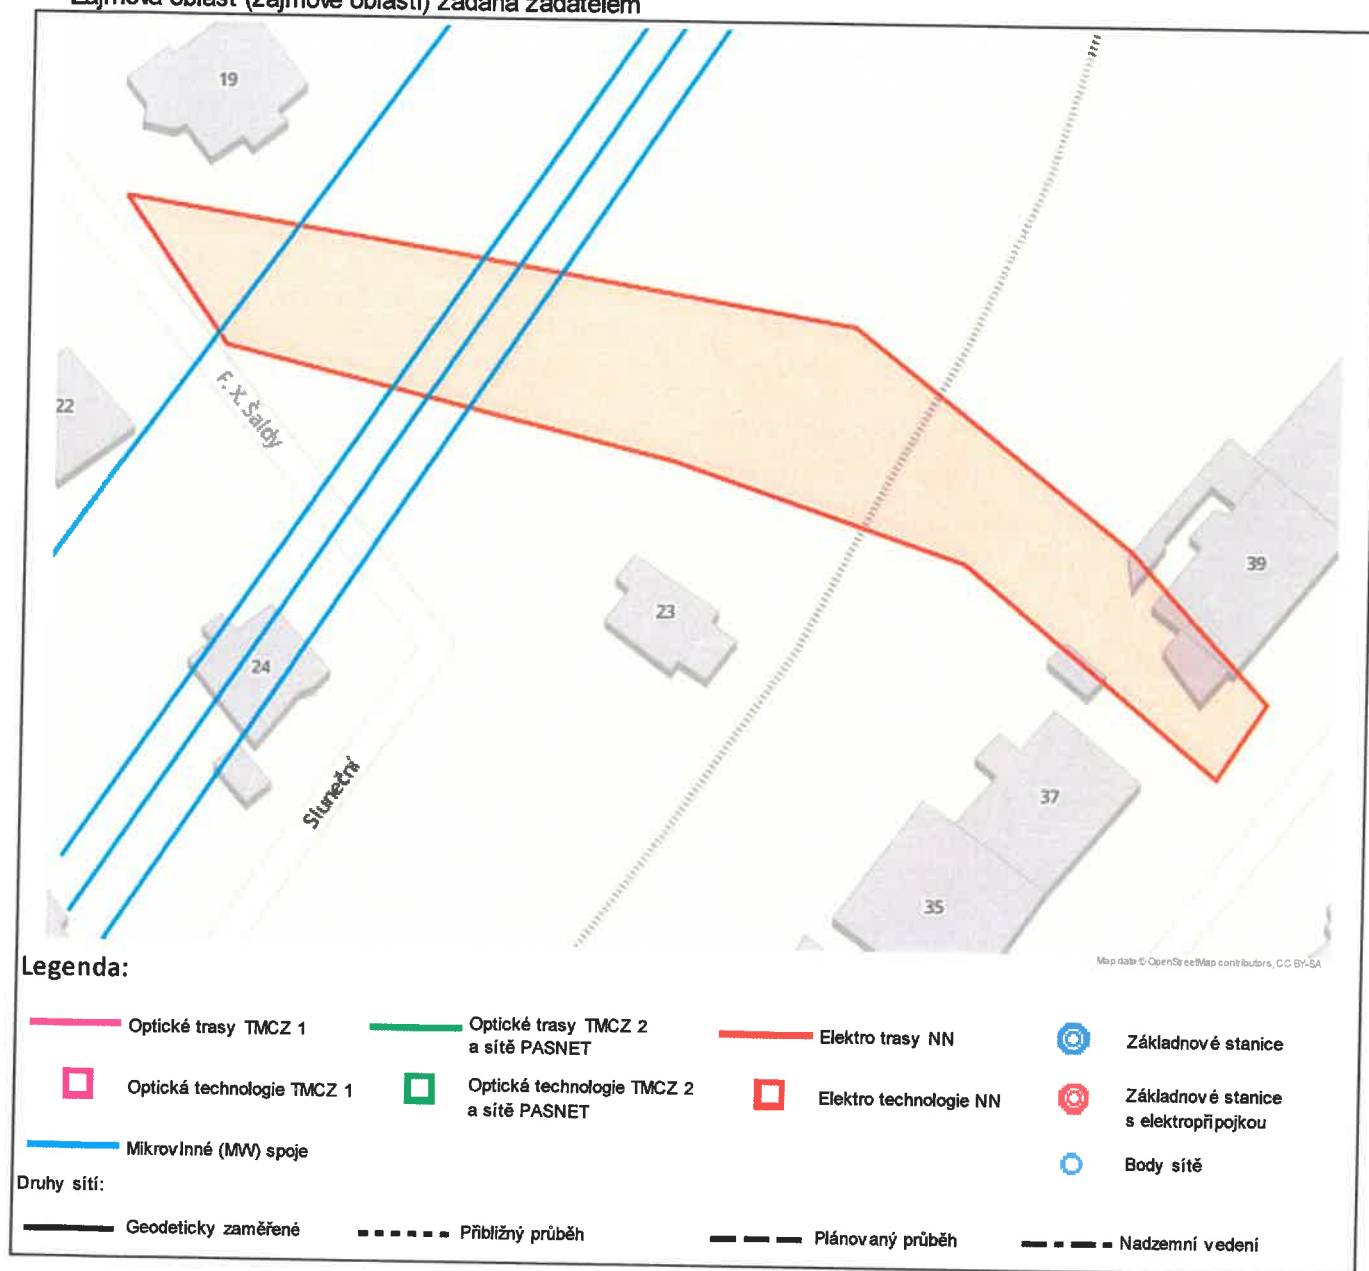 Zájmová oblast (zájmové oblasti) zadaná žadatelem
19
22
F. X. Šaldy
24
23
39
37
35
Sluneční
Map data © OpenStreetMap contributors, CC BY-SA
Legenda:
Optické trasy TMCZ 1
Optické trasy TMCZ 2
a sítě PASNET
Elektro trasy NN
Základnové stanice
Optická technologie TMCZ 1
Optická technologie TMCZ 2
a sítě PASNET
Elektro technologie NN
Základnové stanice
s elektropřípojkou
Mikrovlnné (MW) spoje
Body sítě
Druhy sítí:
Geodeticky zaměřené
Přibližný průběh
Plánovaný průběh
Nadzemní vedení